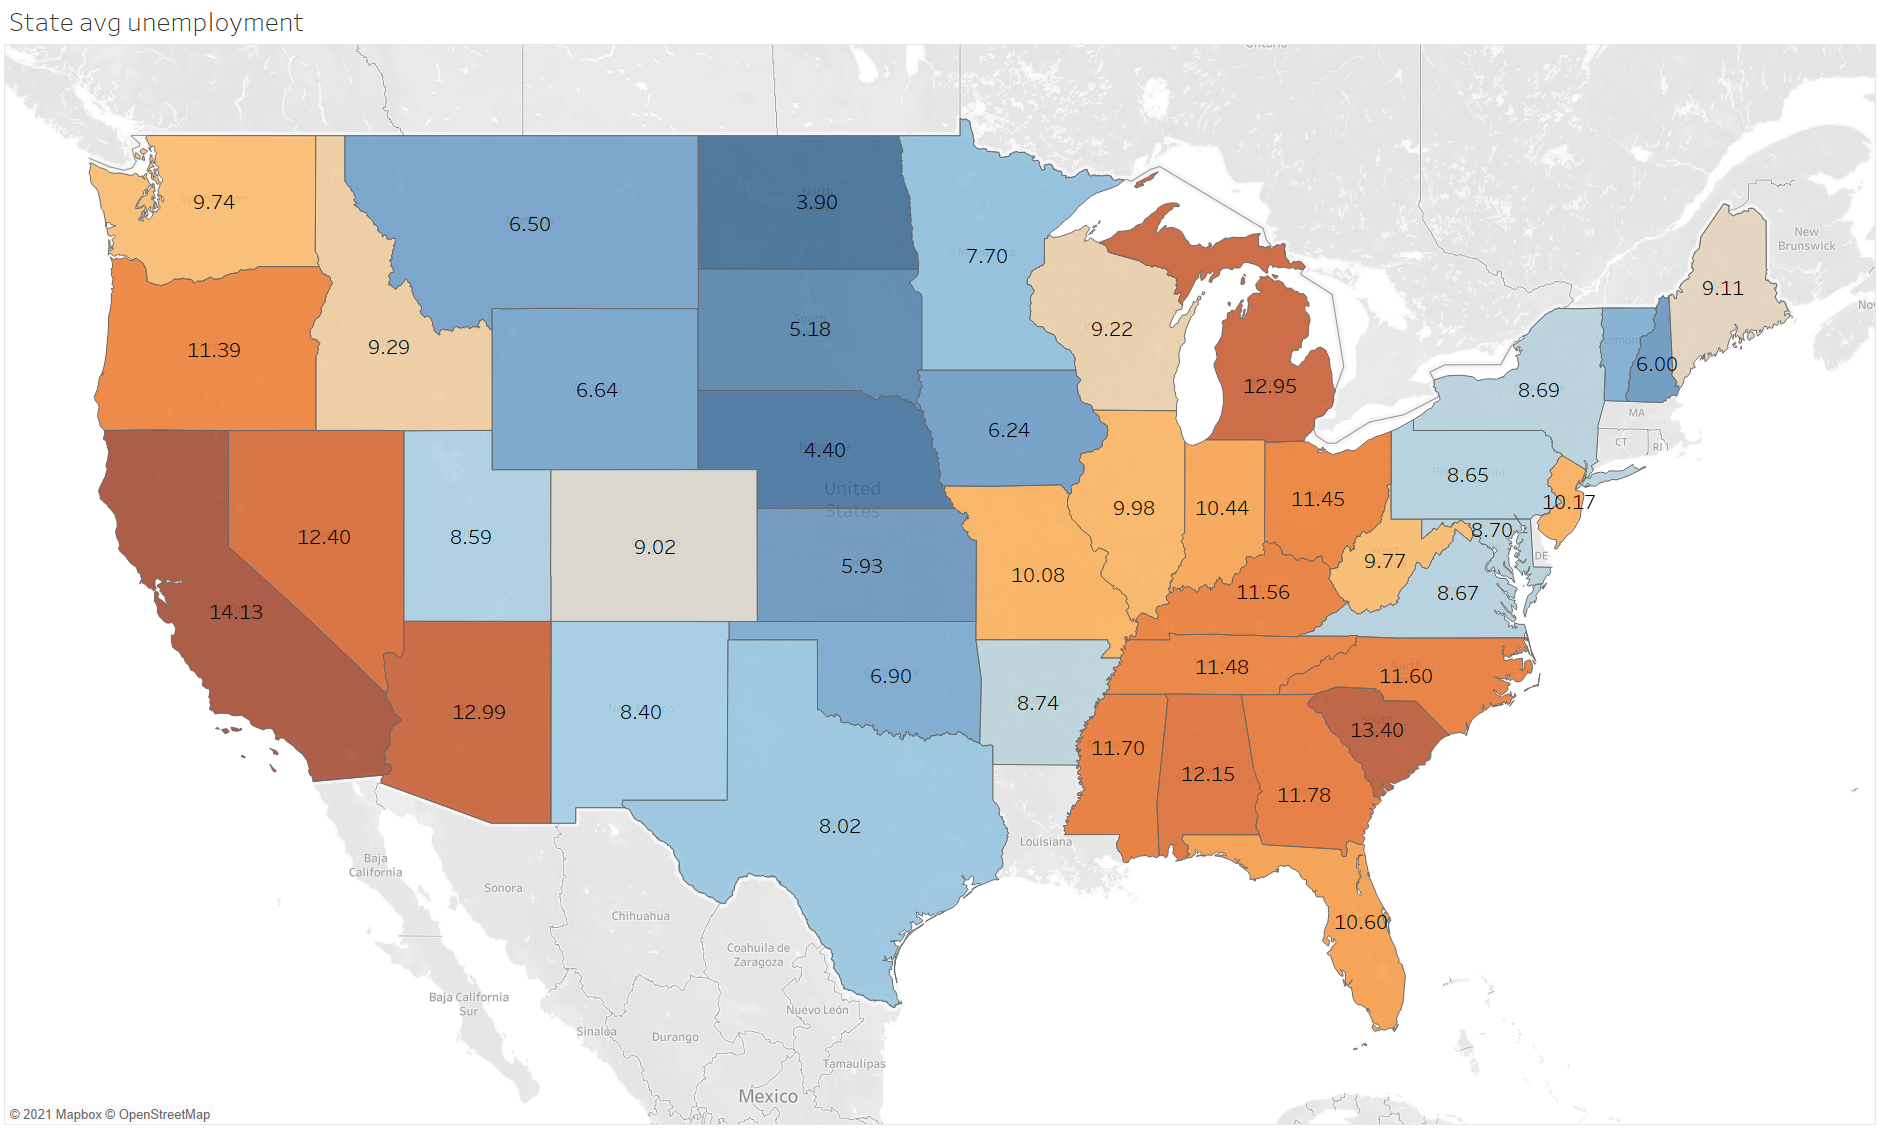 State avg unemployment
Ontario
9.74
6.50
3.90
7.70
New
Brunswick
9.11
11.39
9.29
6.64
5.18
9.22
12.95
6.00
8.69
MA
CT
RI
6.24
4.40
United
States
8.65
11.45
9.98
10.44
10.17
8.70
DE
14.13
12.40
8.59
9.02
5.93
10.08
9.77
11.56
8.67
12.99
8.40
6.90
8.74
11.48
North
11.60
South
13.40
11.70
12.15
11.78
8.02
Louisiana
10.60
Baja
California
Sonora
Chihuahua
Coahuila de
Zaragoza
Baja California
Sur
Sinaloa
Durango
Nuevo León
Tamaulipas
Mexico
© 2021 Mapbox © OpenStreetMap